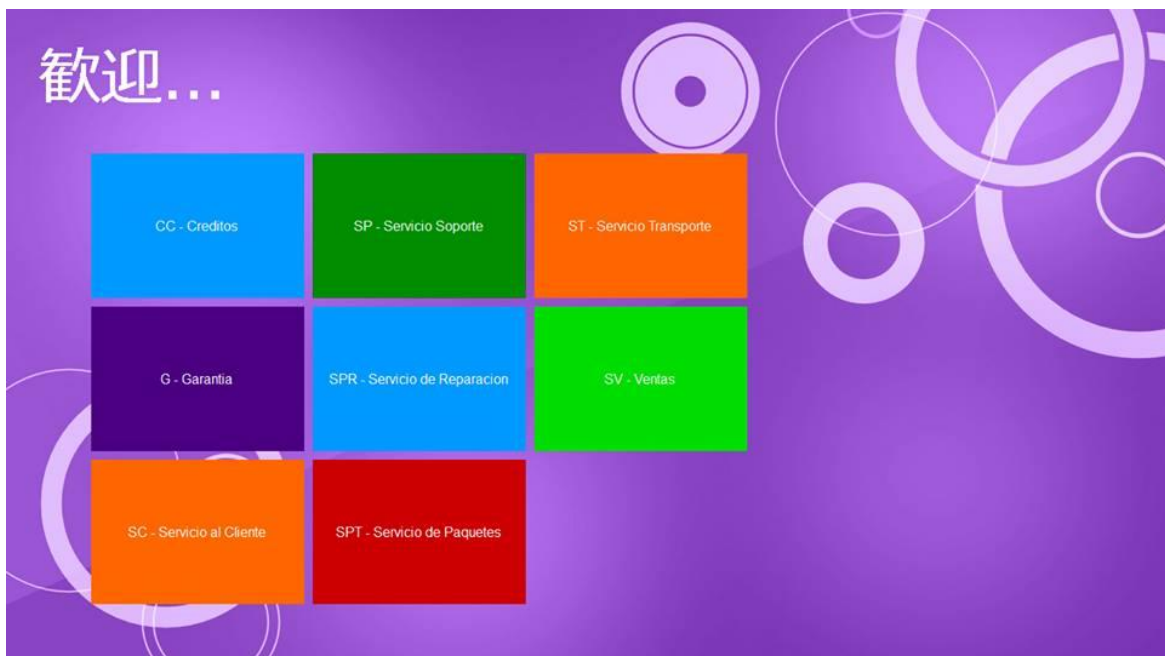 歓迎...
CC - Creditos
SP - Servicio Soporte
ST - Servicio Transporte
G - Garantia
SPR - Servicio de Reparacion
SV - Ventas
SC - Servicio al Cliente
SPT - Servicio de Paquetes